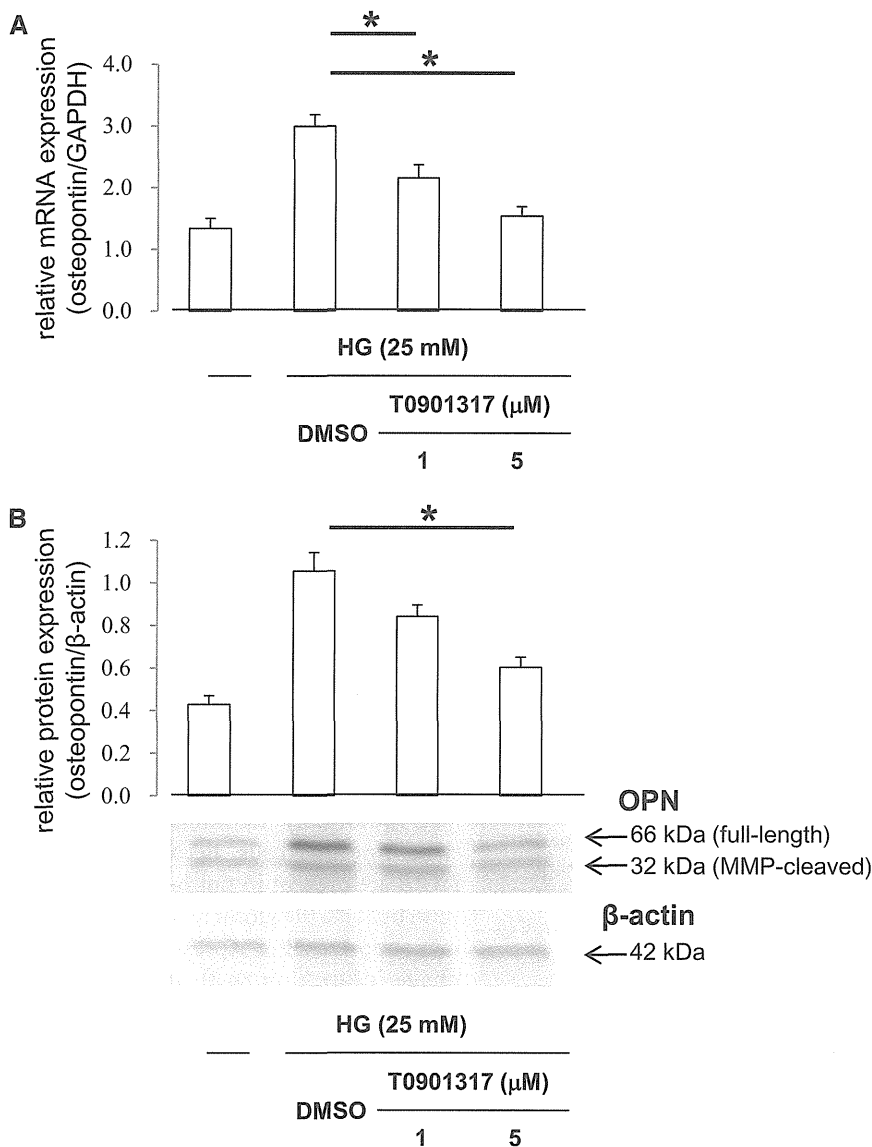 A
*
*
relative mRNA expression
(osteopontin/GAPDH)
4.0
3.0
2.0
1.0
0.0
HG (25 mM)
T0901317 (μM)
DMSO
1
5
B
*
relative protein expression
(osteopontin/β-actin)
1.2
1.0
0.8
0.6
0.4
0.2
0.0
OPN
66 kDa (full-length)
32 kDa (MMP-cleaved)
β-actin
42 kDa
HG (25 mM)
T0901317 (μM)
DMSO
1
5